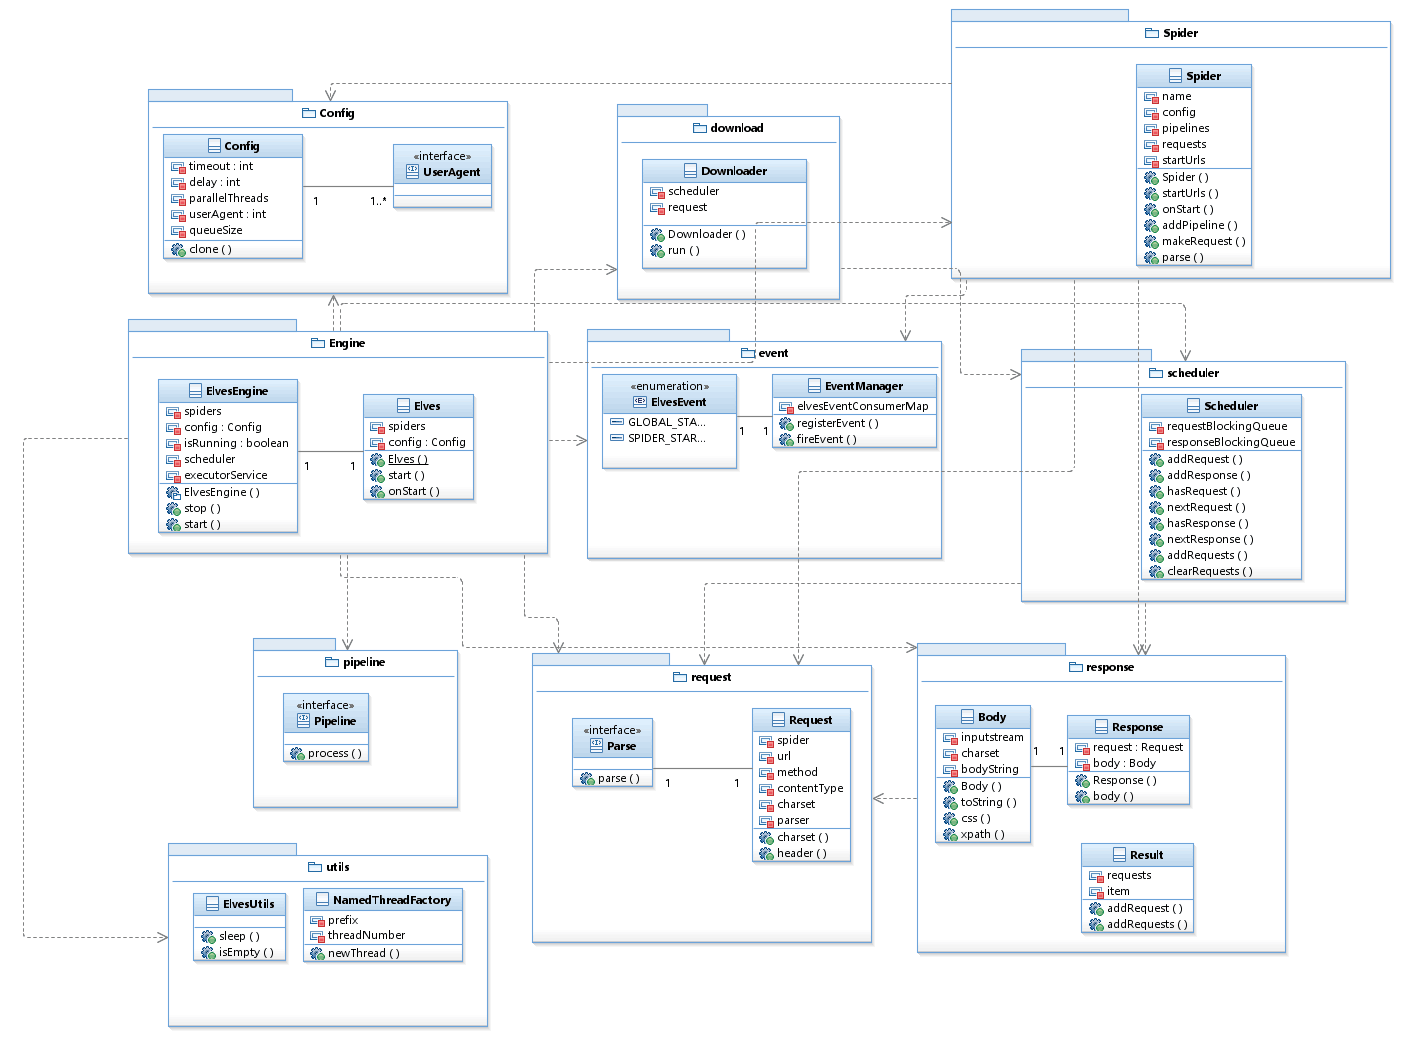 Spider
Spider
name
config
pipelines
requests
startUrls
Spider ( )
startUrls ( )
onStart ( )
addPipeline ( )
makeRequest ( )
parse ( )
Config
Config
timeout : int
delay : int
parallelThreads
userAgent : int
queueSize
clone ( )
1
1..*
«interface»
UserAgent
download
Downloader
scheduler
request
Downloader ( )
run ( )
Engine
ElvesEngine
spiders
config : Config
isRunning : boolean
scheduler
executorService
ElvesEngine ( )
stop ( )
start ( )
1
1
Elves
spiders
config : Config
Elves ( )
start ( )
onStart ( )
event
«enumeration»
ElvesEvent
GLOBAL_STA...
SPIDER_STAR...
1
1
EventManager
elvesEventConsumerMap
registerEvent ( )
fireEvent ( )
scheduler
Scheduler
requestBlockingQueue
responseBlockingQueue
addRequest ( )
addResponse ( )
hasRequest ( )
nextRequest ( )
hasResponse ( )
nextResponse ( )
addRequests ( )
clearRequests ( )
pipeline
«interface»
Pipeline
process ( )
request
«interface»
Parse
parse ( )
1
1
Request
spider
url
method
contentType
charset
parser
charset ( )
header ( )
response
Body
inputstream
charset
bodyString
Body ( )
toString ( )
css ( )
xpath ( )
1
1
Response
request : Request
body : Body
Response ( )
body ( )
Result
requests
item
addRequest ( )
addRequests ( )
utils
ElvesUtils
sleep ( )
isEmpty ( )
NamedThreadFactory
prefix
threadNumber
newThread ( )